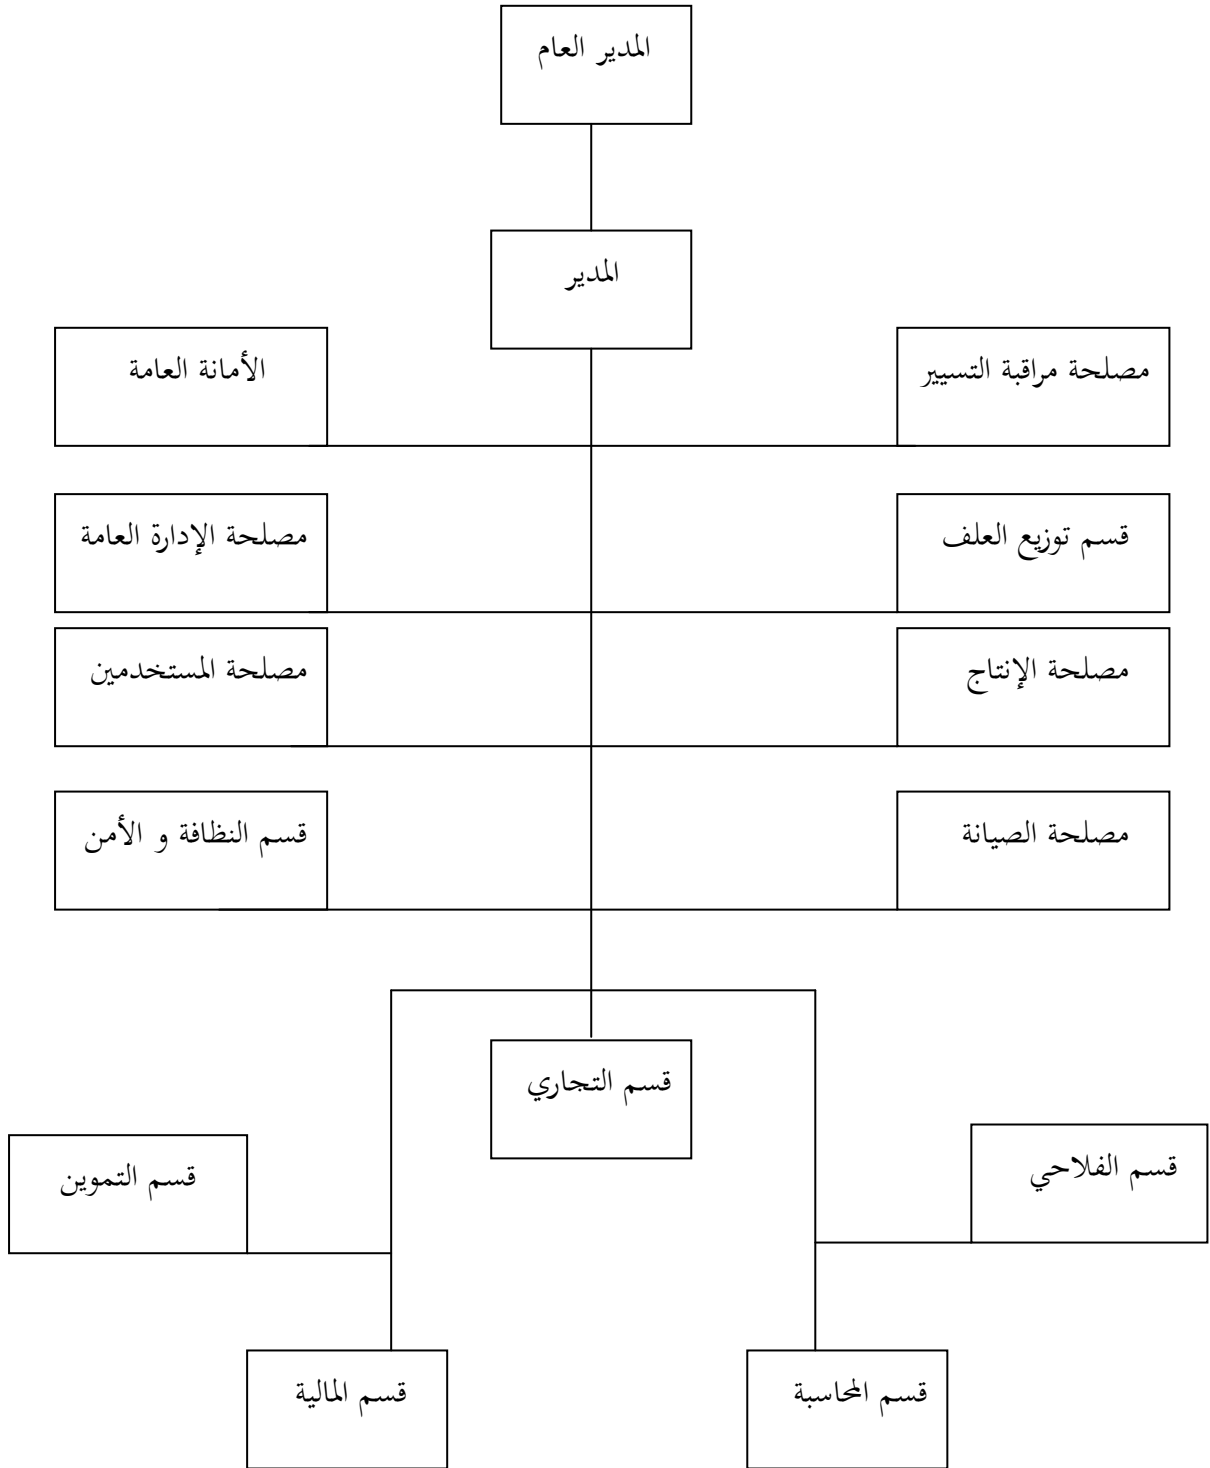 المدير العام
المدير
مصلحة مراقبة التسيير
الأمانة العامة
قسم توزيع العلف
مصلحة الإدارة العامة
مصلحة الإنتاج
مصلحة المستخدمين
مصلحة الصيانة
قسم النظافة و الأمن
قسم التجاري
قسم الفلاحي
قسم التموين
قسم المحاسبة
قسم المالية